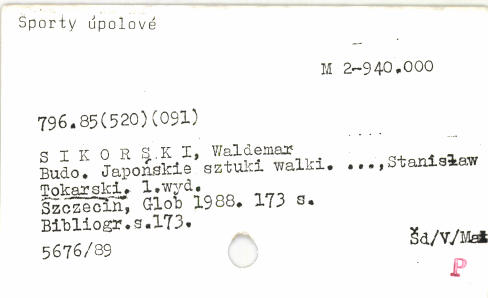 Sporty úpolové
M 2-940.000
796.85(520)(091)
S I K O R S K I, Waldemar
Budo. Japońskie sztuki walki. ...,Stanisław
Tokarski. 1.wyd.
Szczecin, Glob 1988. 173 s.
Bibliogr.s.173.
5676/89
Šd/V/
P